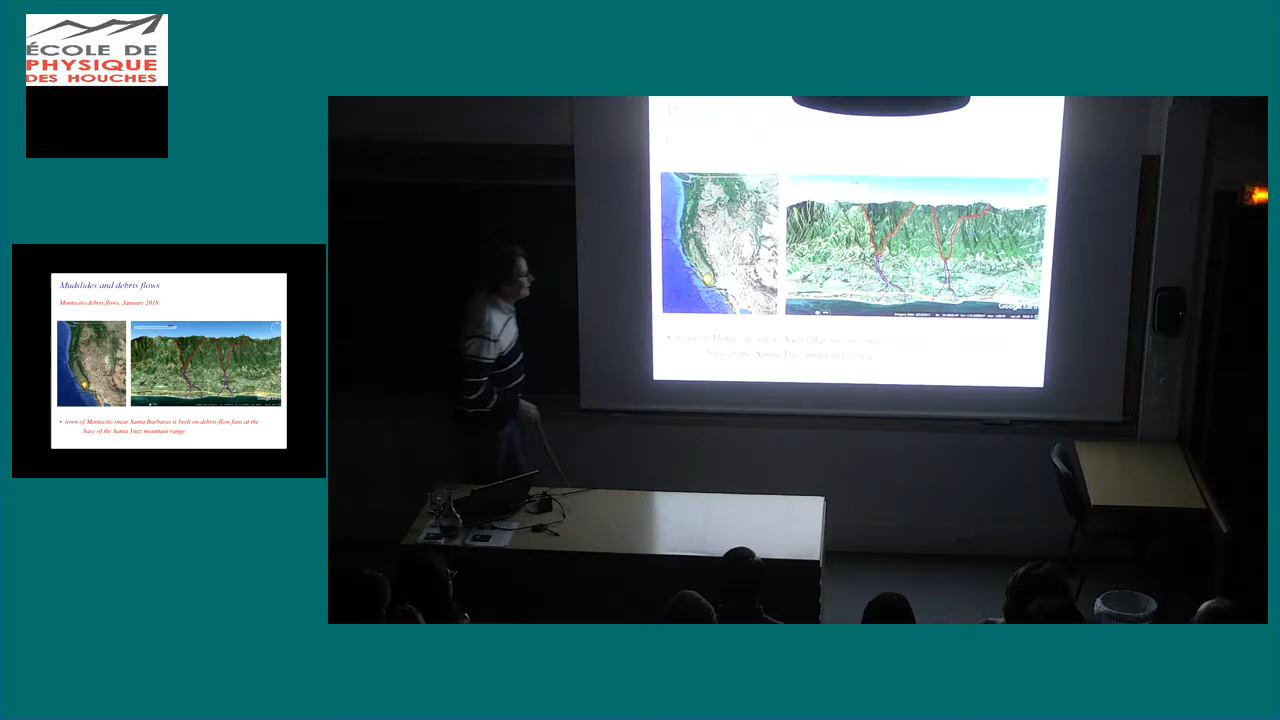 ÉCOLE DE
PHYSIQUE
DES HOUCHES
Mudslides and debris flows
Montecito debris flows, January 2018.
• town of Montecito (near Santa Barbara) is built on debris-flow fans at the
base of the Santa Ynez mountain range